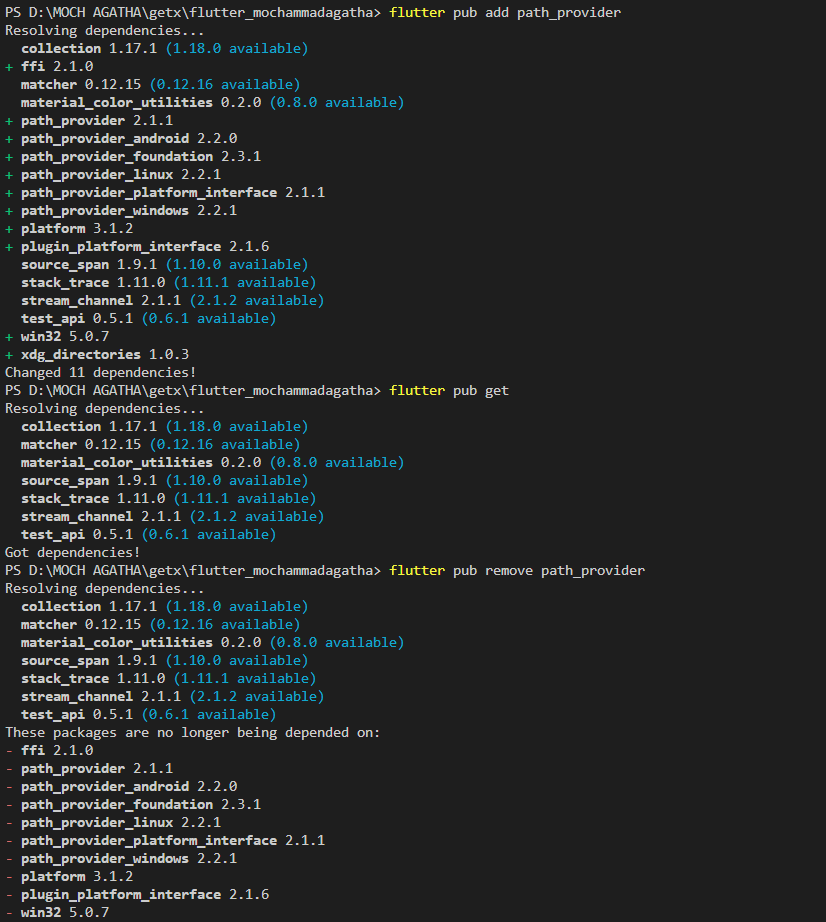 PS D:\MOCH AGATHA\getx\flutter_mochammadagatha> flutter pub add path_provider
Resolving dependencies...
  collection 1.17.1 (1.18.0 available)
+ ffi 2.1.0
  matcher 0.12.15 (0.12.16 available)
  material_color_utilities 0.2.0 (0.8.0 available)
+ path_provider 2.1.1
+ path_provider_android 2.2.0
+ path_provider_foundation 2.3.1
+ path_provider_linux 2.2.1
+ path_provider_platform_interface 2.1.1
+ path_provider_windows 2.2.1
+ platform 3.1.2
+ plugin_platform_interface 2.1.6
  source_span 1.9.1 (1.10.0 available)
  stack_trace 1.11.0 (1.11.1 available)
  stream_channel 2.1.1 (2.1.2 available)
  test_api 0.5.1 (0.6.1 available)
+ win32 5.0.7
+ xdg_directories 1.0.3
Changed 11 dependencies!
PS D:\MOCH AGATHA\getx\flutter_mochammadagatha> flutter pub get
Resolving dependencies...
  collection 1.17.1 (1.18.0 available)
  matcher 0.12.15 (0.12.16 available)
  material_color_utilities 0.2.0 (0.8.0 available)
  source_span 1.9.1 (1.10.0 available)
  stack_trace 1.11.0 (1.11.1 available)
  stream_channel 2.1.1 (2.1.2 available)
  test_api 0.5.1 (0.6.1 available)
Got dependencies!
PS D:\MOCH AGATHA\getx\flutter_mochammadagatha> flutter pub remove path_provider
Resolving dependencies...
  collection 1.17.1 (1.18.0 available)
  matcher 0.12.15 (0.12.16 available)
  material_color_utilities 0.2.0 (0.8.0 available)
  source_span 1.9.1 (1.10.0 available)
  stack_trace 1.11.0 (1.11.1 available)
  stream_channel 2.1.1 (2.1.2 available)
  test_api 0.5.1 (0.6.1 available)
These packages are no longer being depended on:
- ffi 2.1.0
- path_provider 2.1.1
- path_provider_android 2.2.0
- path_provider_foundation 2.3.1
- path_provider_linux 2.2.1
- path_provider_platform_interface 2.1.1
- path_provider_windows 2.2.1
- platform 3.1.2
- plugin_platform_interface 2.1.6
- win32 5.0.7